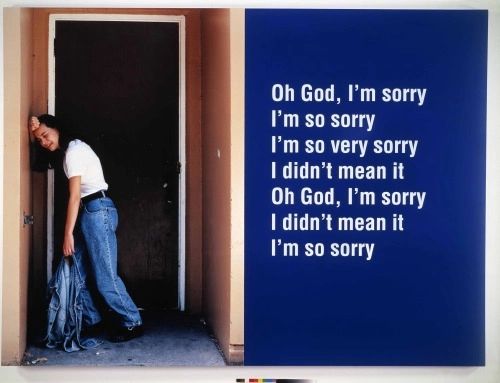 Oh God, I'm sorry
I'm so sorry
I'm so very sorry
I didn't mean it
Oh God, I'm sorry
I didn't mean it
I'm so sorry